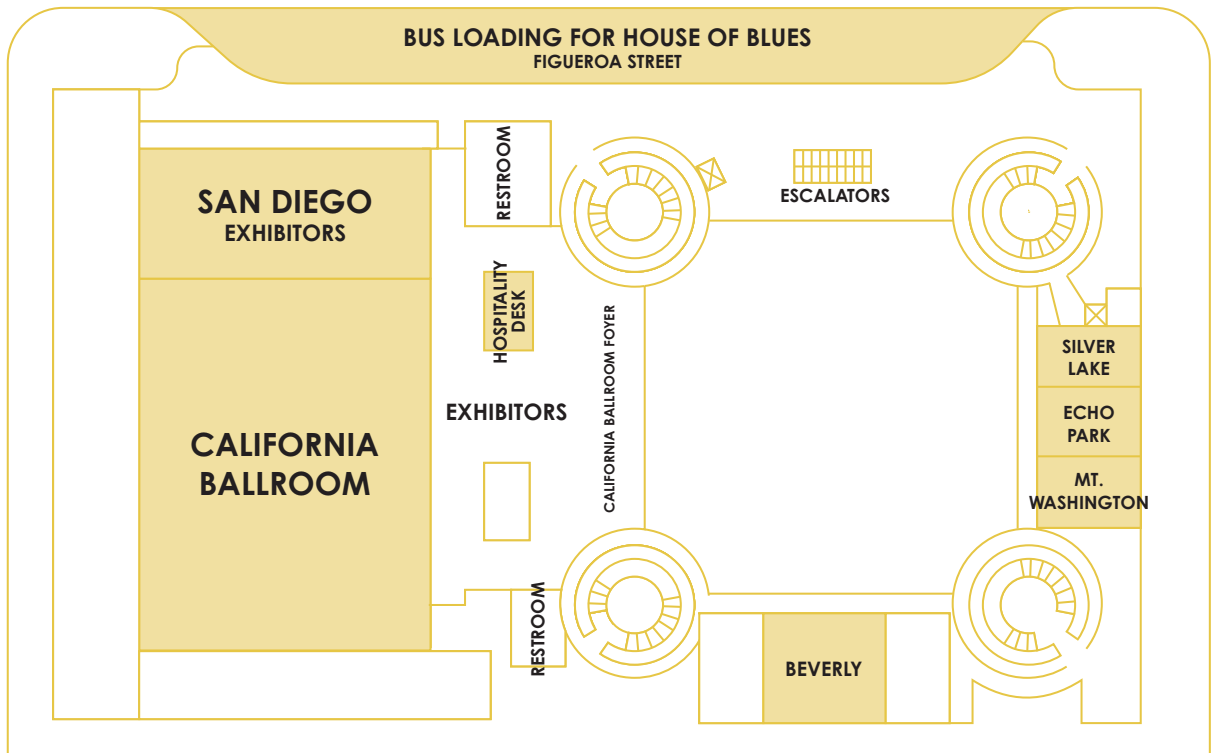 BUS LOADING FOR HOUSE OF BLUES
FIGUEROA STREET
RESTROOM
ESCALATORS
SAN DIEGO
EXHIBITORS
HOSPITALITY
DESK
CALIFORNIA BALLROOM FOYER
SILVER
LAKE
EXHIBITORS
ECHO
PARK
CALIFORNIA
BALLROOM
MT.
WASHINGTON
RESTROOM
BEVERLY